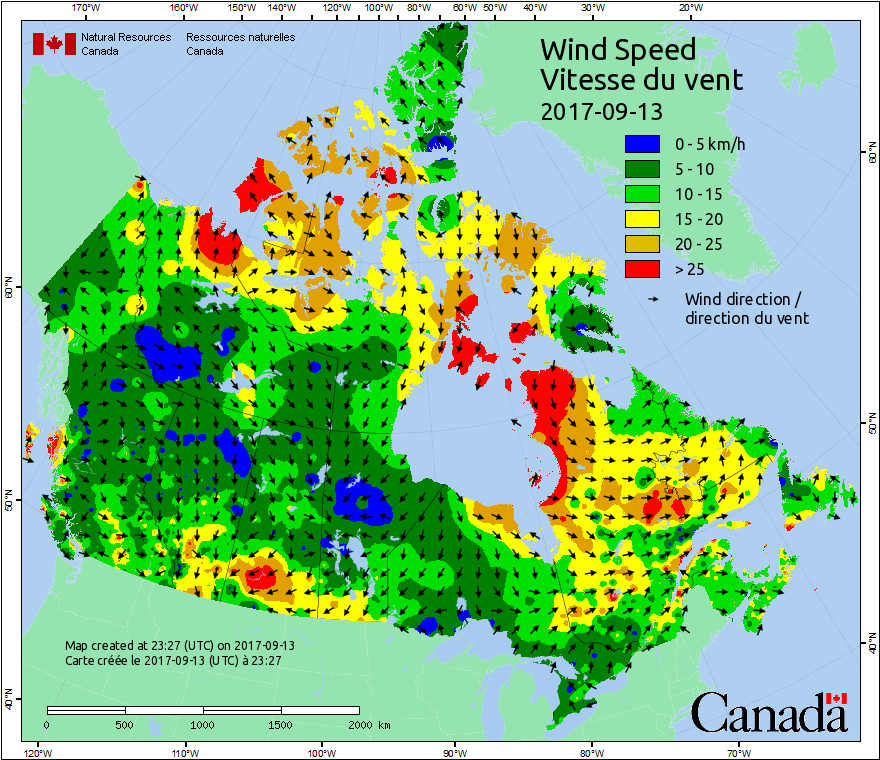 170°W 160°W 150°W 140°W 120°W 100°W 80°W 60°W 50°W 40°W 30°W 20°W
Natural Resources Ressources naturelles
Canada Canada
Wind Speed
Vitesse du vent
2017-09-13
0 - 5 km/h
5 - 10
10 - 15
15 - 20
20 - 25
> 25
Wind direction /
direction du vent
60°N
60°N
50°N
50°N
40°N
40°N
Map created at 23:27 (UTC) on 2017-09-13
Carte créée le 2017-09-13 (UTC) à 23:27
0 500 1000 1500 2000 km
Canada
120°W 110°W 100°W 90°W 80°W 70°W